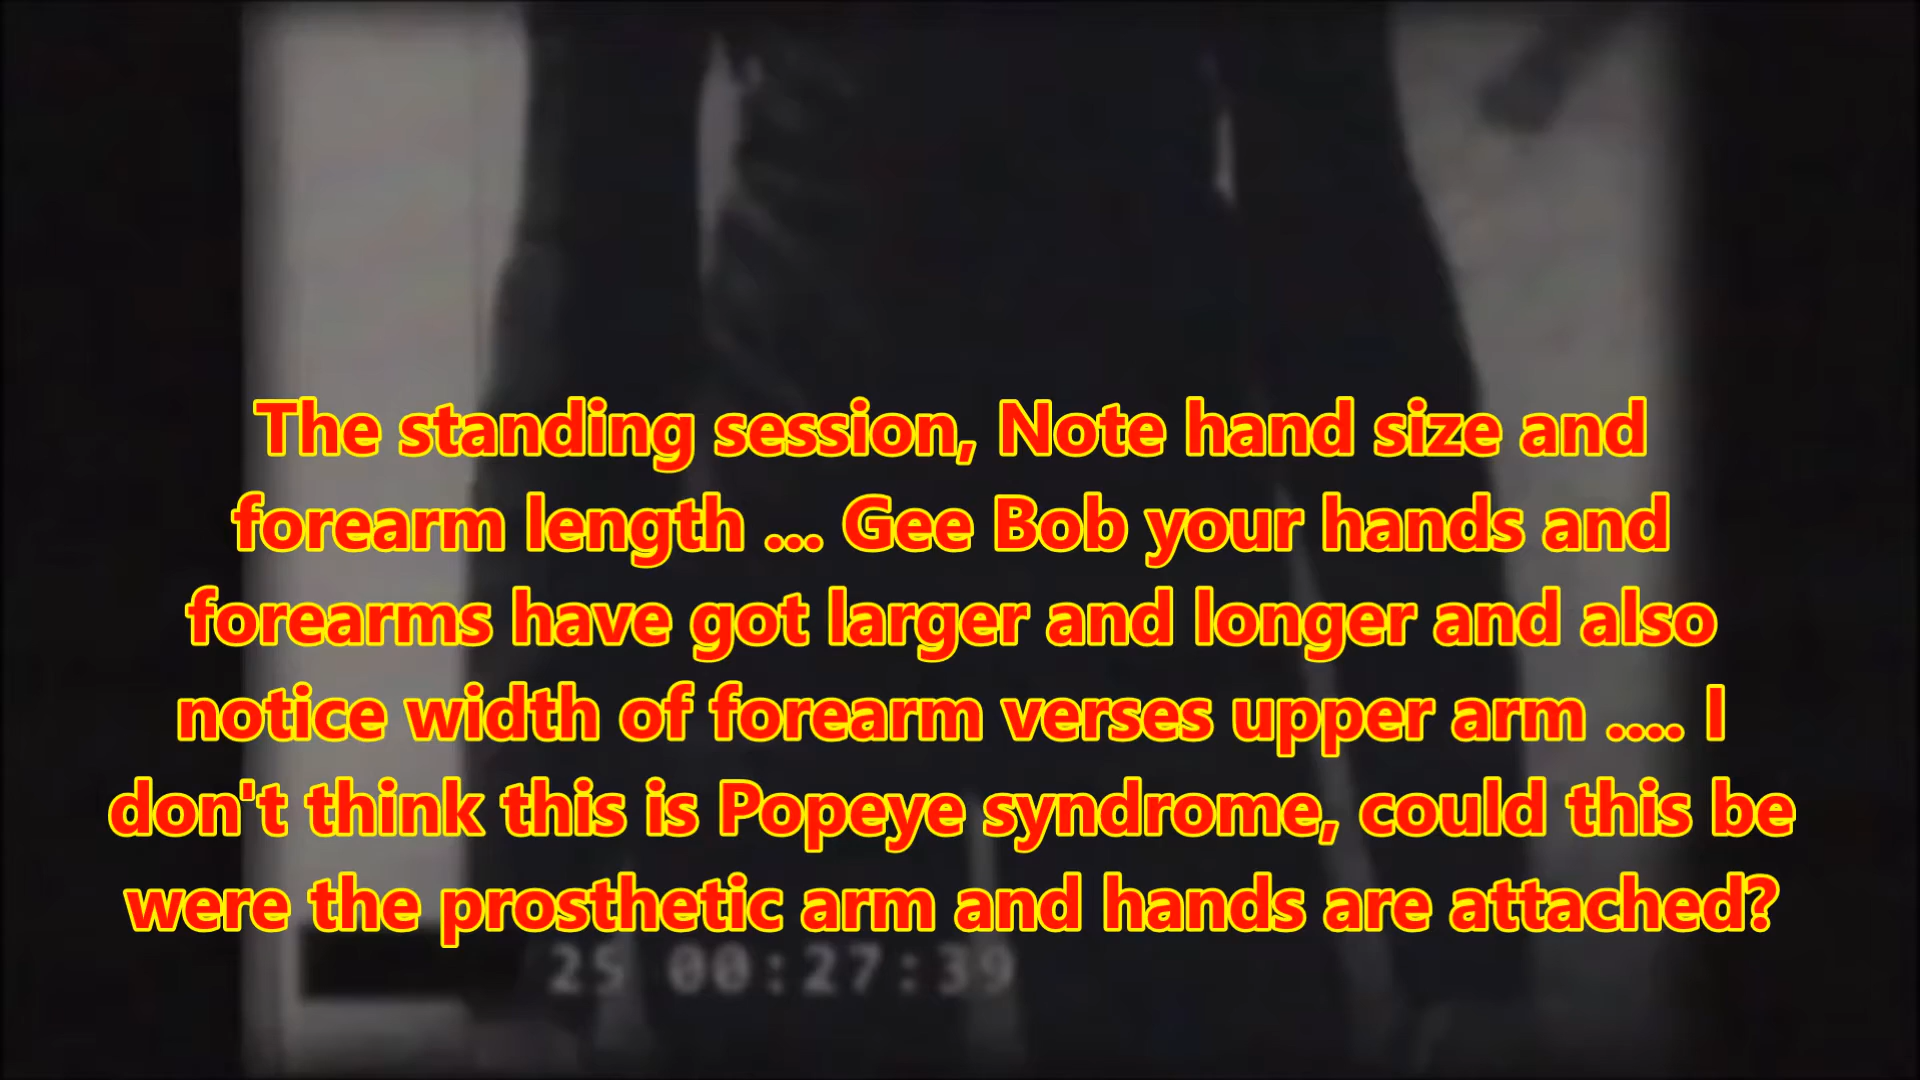 The standing session, Note hand size and
forearm length ... Gee Bob your hands and
forearms have got larger and longer and also
notice width of forearm verses upper arm .... I
don't think this is Popeye syndrome, could this be
were the prosthetic arm and hands are attached?
25 00:27:39